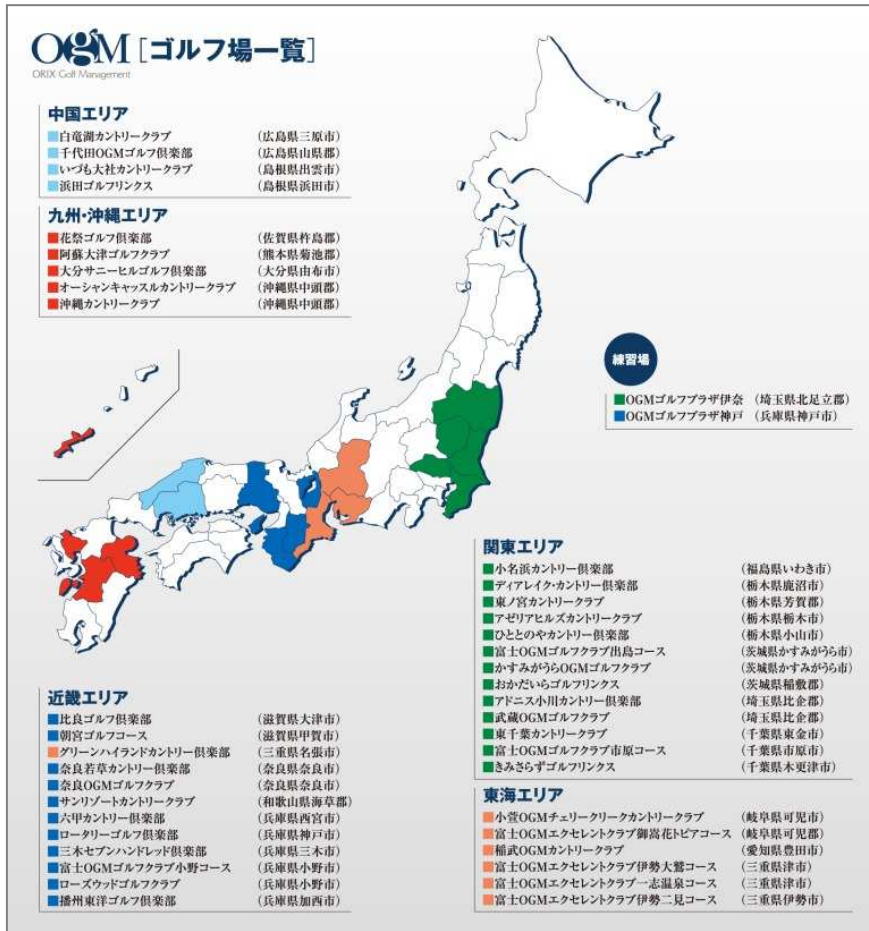 OGM［ゴルフ場一覧］
ORIX Golf Management
中国エリア
白竜湖カントリークラブ （広島県三原市）
千代田OGMゴルフ倶楽部 （広島県山県郡）
いづも大社カントリークラブ （島根県出雲市）
浜田ゴルフリンクス （島根県浜田市）
九州・沖縄エリア
花祭ゴルフ倶楽部 （佐賀県杵島郡）
阿蘇大津ゴルフクラブ （熊本県菊池郡）
大分サニーヒルゴルフ倶楽部 （大分県由布市）
オーシャンキャッスルカントリークラブ （沖縄県中頭郡）
沖縄カントリークラブ （沖縄県中頭郡）
練習場
OGMゴルフプラザ伊奈 （埼玉県北足立郡）
OGMゴルフプラザ神戸 （兵庫県神戸市）
関東エリア
小名浜カントリー倶楽部 （福島県いわき市）
ディアレイク・カントリー倶楽部 （栃木県鹿沼市）
東ノ宮カントリークラブ （栃木県芳賀郡）
アゼリアヒルズカントリークラブ （栃木県栃木市）
ひととのやカントリー倶楽部 （栃木県小山市）
富士OGMゴルフクラブ出島コース （茨城県かすみがうら市）
かすみがうらOGMゴルフクラブ （茨城県かすみがうら市）
おかだいらゴルフリンクス （茨城県稲敷郡）
アドニス小川カントリー倶楽部 （埼玉県比企郡）
武蔵OGMゴルフクラブ （埼玉県比企郡）
東千葉カントリークラブ （千葉県東金市）
富士OGMゴルフクラブ市原コース （千葉県市原市）
きみさらずゴルフリンクス （千葉県木更津市）
近畿エリア
比良ゴルフ倶楽部 （滋賀県大津市）
朝宮ゴルフコース （滋賀県甲賀市）
グリーンハイランドカントリー倶楽部 （三重県名張市）
奈良若草カントリー倶楽部 （奈良県奈良市）
奈良OGMゴルフクラブ （奈良県奈良市）
サンリゾートカントリークラブ （和歌山県海草郡）
六甲カントリー倶楽部 （兵庫県西宮市）
ロータリーゴルフ倶楽部 （兵庫県神戸市）
三木セブンハンドレッド倶楽部 （兵庫県三木市）
富士OGMゴルフクラブ小野コース （兵庫県小野市）
ローズウッドゴルフクラブ （兵庫県小野市）
播州東洋ゴルフ倶楽部 （兵庫県加西市）
東海エリア
小萱OGMチェリークリークカントリークラブ （岐阜県可児市）
富士OGMエクセレントクラブ御嵩花トピアコース （岐阜県可児郡）
稲武OGMカントリークラブ （愛知県豊田市）
富士OGMエクセレントクラブ伊勢大鷲コース （三重県津市）
富士OGMエクセレントクラブ一志温泉コース （三重県津市）
富士OGMエクセレントクラブ伊勢二見コース （三重県伊勢市）